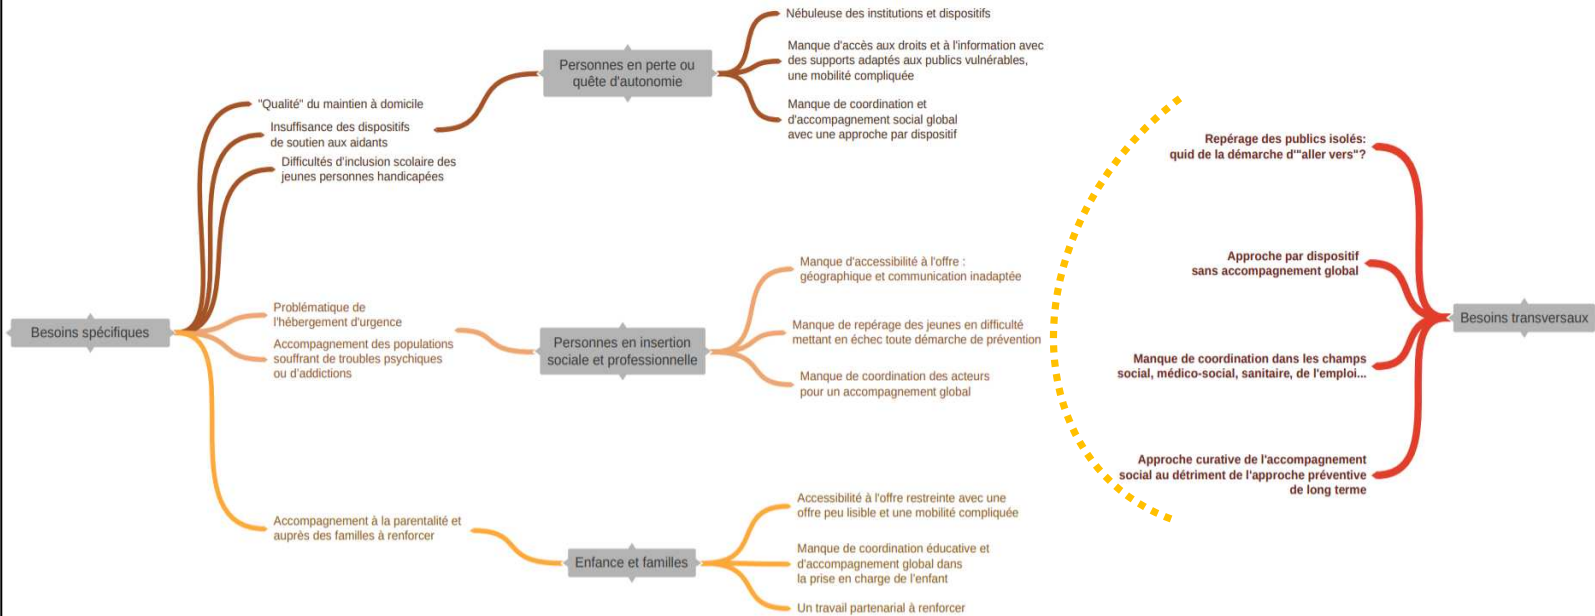 Besoins spécifiques
"Qualité" du maintien à domicile
Insuffisance des dispositifs
de soutien aux aidants
Difficultés d'inclusion scolaire des
jeunes personnes handicapées
Personnes en perte ou
quête d'autonomie
Nébuleuse des institutions et dispositifs
Manque d'accès aux droits et à l'information avec
des supports adaptés aux publics vulnérables,
une mobilité compliquée
Manque de coordination et
d'accompagnement social global
avec une approche par dispositif
Problématique de
l'hébergement d'urgence
Accompagnement des populations
souffrant de troubles psychiques
ou d'addictions
Personnes en insertion
sociale et professionnelle
Manque d'accessibilité à l'offre :
géographique et communication inadaptée
Manque de repérage des jeunes en difficulté
mettant en échec toute démarche de prévention
Manque de coordination des acteurs
pour un accompagnement global
Accompagnement à la parentalité et
auprès des familles à renforcer
Enfance et familles
Accessibilité à l'offre restreinte avec une
offre peu lisible et une mobilité compliquée
Manque de coordination éducative et
d'accompagnement global dans
la prise en charge de l'enfant
Un travail partenarial à renforcer
Repérage des publics isolés:
quid de la démarche d'"aller vers"?
Approche par dispositif
sans accompagnement global
Manque de coordination dans les champs
social, médico-social, sanitaire, de l'emploi...
Approche curative de l'accompagnement
social au détriment de l'approche préventive
de long terme
Besoins transversaux